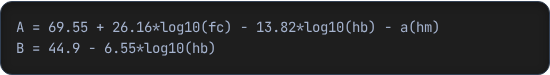 A = 69.55 + 26.16*log10(fc) - 13.82*log10(hb) - a(hm)
B = 44.9 - 6.55*log10(hb)